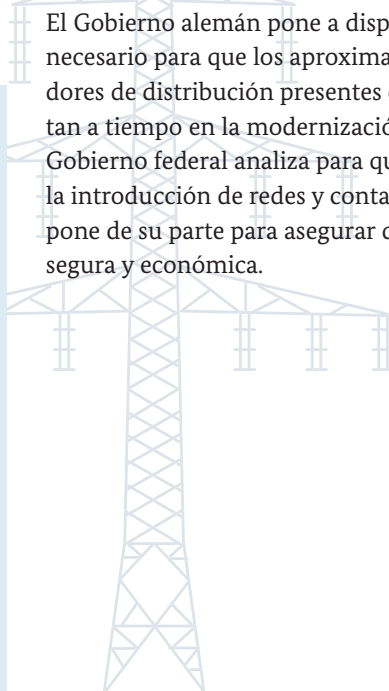 El Gobierno alemán pone a disp
necesario para que los aproxima
dores de distribución presentes
tan a tiempo en la modernizació
Gobierno federal analiza para qu
la introducción de redes y conta
pone de su parte para asegurar
segura y económica.